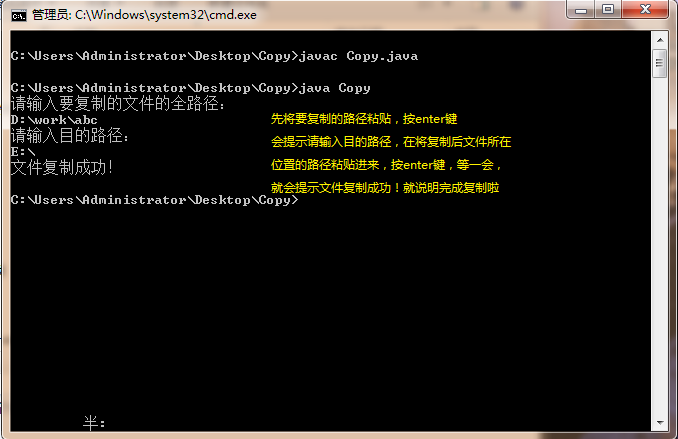 管理员: C:\Windows\system32\cmd.exe
C:\Users\Administrator\Desktop\Copy>javac Copy.java
C:\Users\Administrator\Desktop\Copy>java Copy
请输入要复制的文件的全路径:
D:\work\abc
先将要复制的路径粘贴，按enter键
请输入目的路径:
会提示请输入目的路径，在将复制后文件所在
E:\
位置的路径粘贴进来，按enter键，等一会，
文件复制成功!
就会提示文件复制成功！就说明完成复制啦
C:\Users\Administrator\Desktop\Copy>
半: